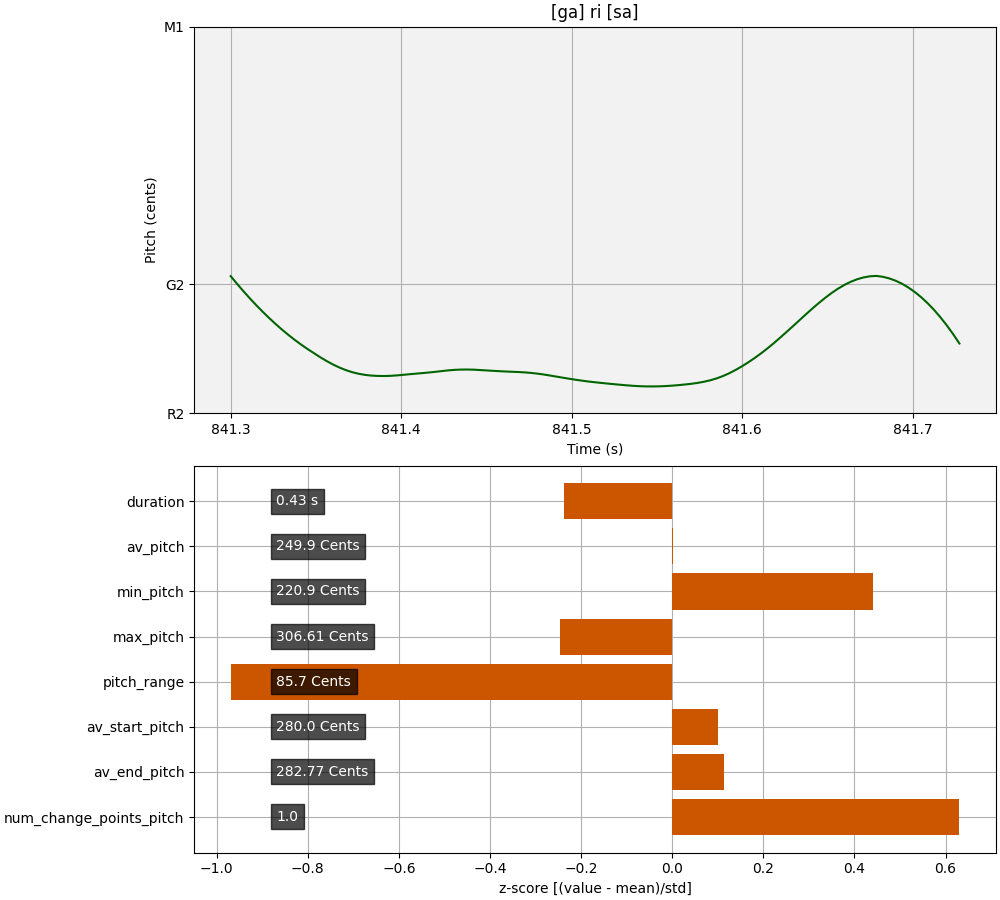 [ga] ri [sa]
M1
Pitch (cents)
G2
R2
841.3 841.4 841.5 841.6 841.7
Time (s)
duration 0.43 s
av_pitch 249.9 Cents
min_pitch 220.9 Cents
max_pitch 306.61 Cents
pitch_range 85.7 Cents
av_start_pitch 280.0 Cents
av_end_pitch 282.77 Cents
num_change_points_pitch 1.0
−1.0 −0.8 −0.6 −0.4 −0.2 0.0 0.2 0.4 0.6
z-score [(value - mean)/std]